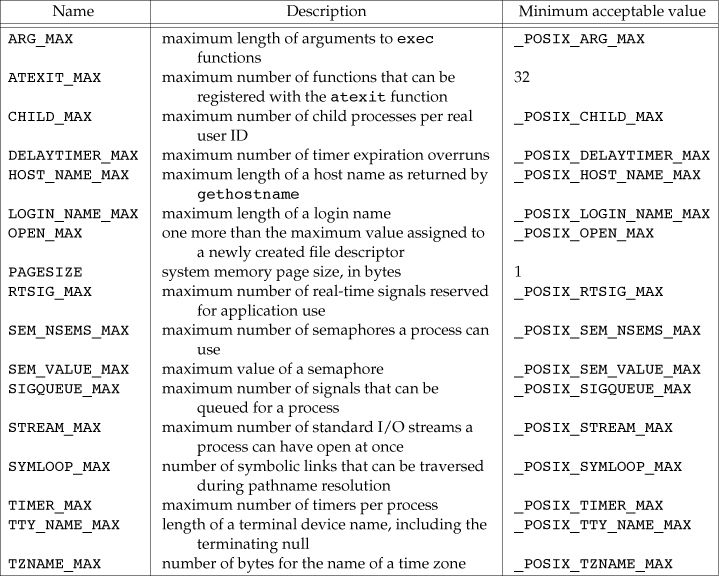 Name Description Minimum acceptable value
ARG_MAX maximum length of arguments to exec _POSIX_ARG_MAX
functions
ATEXIT_MAX maximum number of functions that can be 32
registered with the atexit function
CHILD_MAX maximum number of child processes per real _POSIX_CHILD_MAX
user ID
DELAYTIMER_MAX maximum number of timer expiration overruns _POSIX_DELAYTIMER_MAX
HOST_NAME_MAX maximum length of a host name as returned by _POSIX_HOST_NAME_MAX
gethostname
LOGIN_NAME_MAX maximum length of a login name _POSIX_LOGIN_NAME_MAX
OPEN_MAX one more than the maximum value assigned to _POSIX_OPEN_MAX
a newly created file descriptor
PAGESIZE system memory page size, in bytes 1
RTSIG_MAX maximum number of real-time signals reserved _POSIX_RTSIG_MAX
for application use
SEM_NSEMS_MAX maximum number of semaphores a process can _POSIX_SEM_NSEMS_MAX
use
SEM_VALUE_MAX maximum value of a semaphore _POSIX_SEM_VALUE_MAX
SIGQUEUE_MAX maximum number of signals that can be _POSIX_SIGQUEUE_MAX
queued for a process
STREAM_MAX maximum number of standard I/O streams a _POSIX_STREAM_MAX
process can have open at once
SYMLOOP_MAX number of symbolic links that can be traversed _POSIX_SYMLOOP_MAX
during pathname resolution
TIMER_MAX maximum number of timers per process _POSIX_TIMER_MAX
TTY_NAME_MAX length of a terminal device name, including the _POSIX_TTY_NAME_MAX
terminating null
TZNAME_MAX number of bytes for the name of a time zone _POSIX_TZNAME_MAX